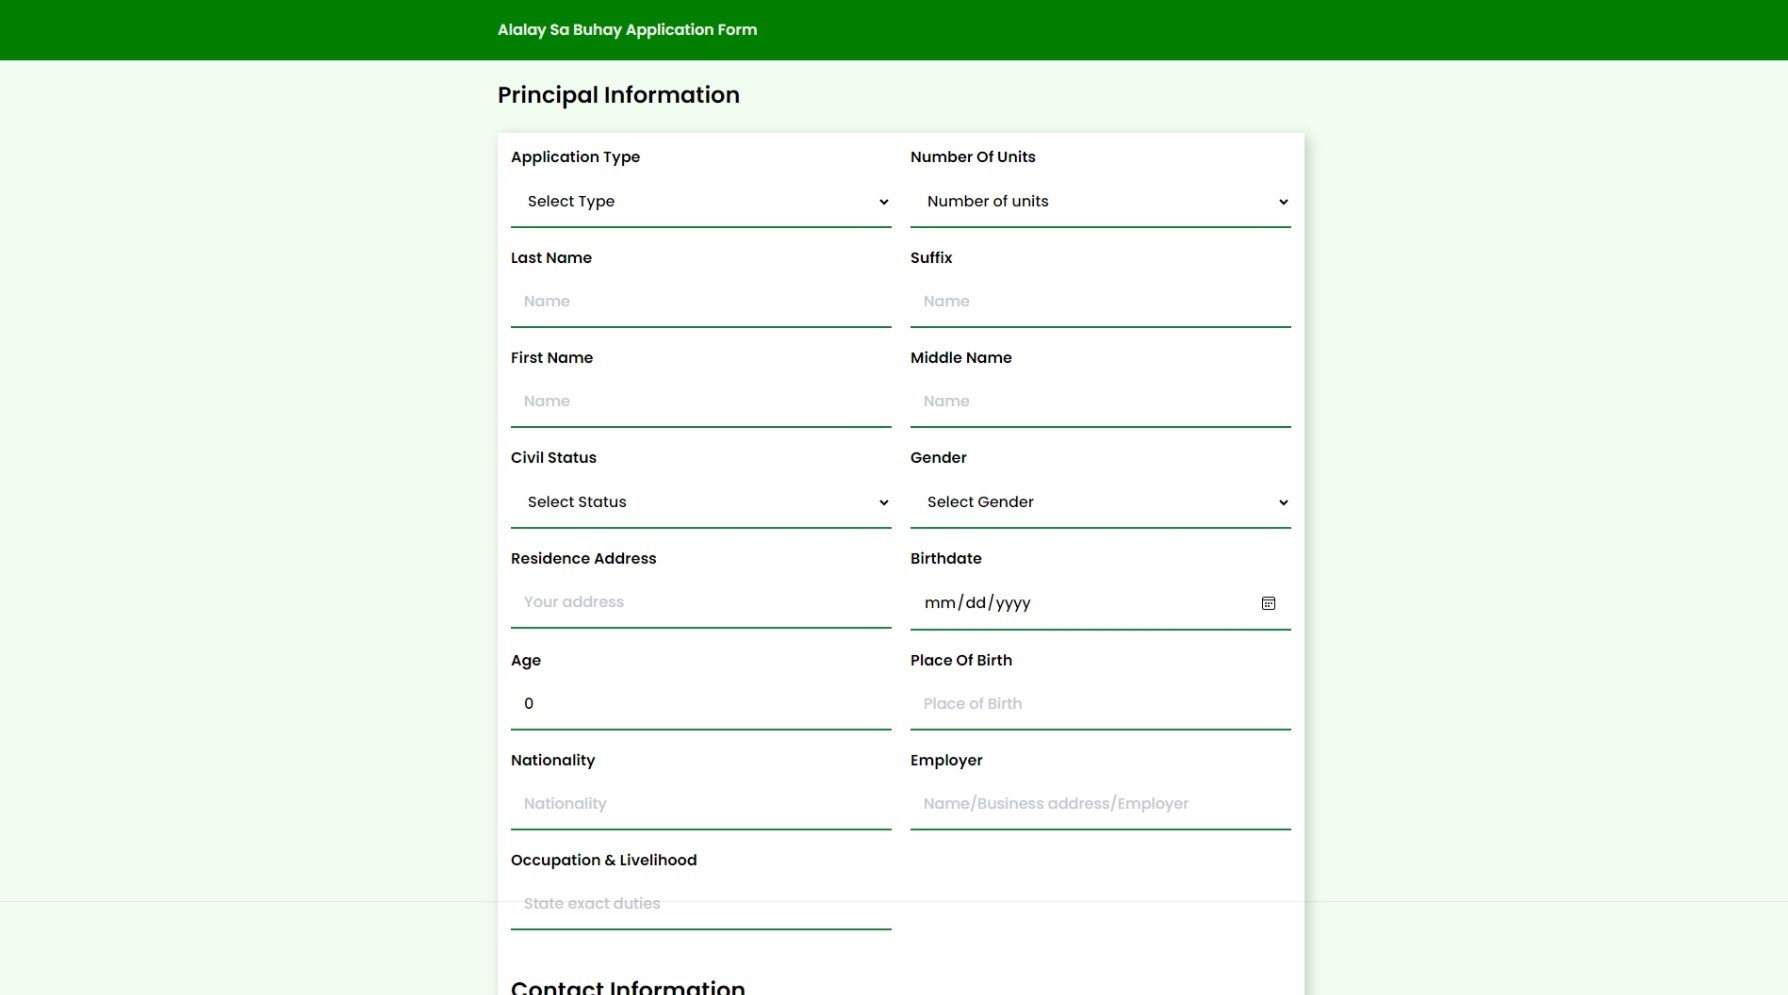 Alalay Sa Buhay Application Form
Principal Information
Application Type
Number Of Units
Select Type
Number of units
Last Name
Suffix
Name
Name
First Name
Middle Name
Name
Name
Civil Status
Gender
Select Status
Select Gender
Residence Address
Birthdate
Your address
mm/dd/yyyy
Age
Place Of Birth
0
Place of Birth
Nationality
Employer
Nationality
Name/Business address/Employer
Occupation & Livelihood
State exact duties
Contact Information